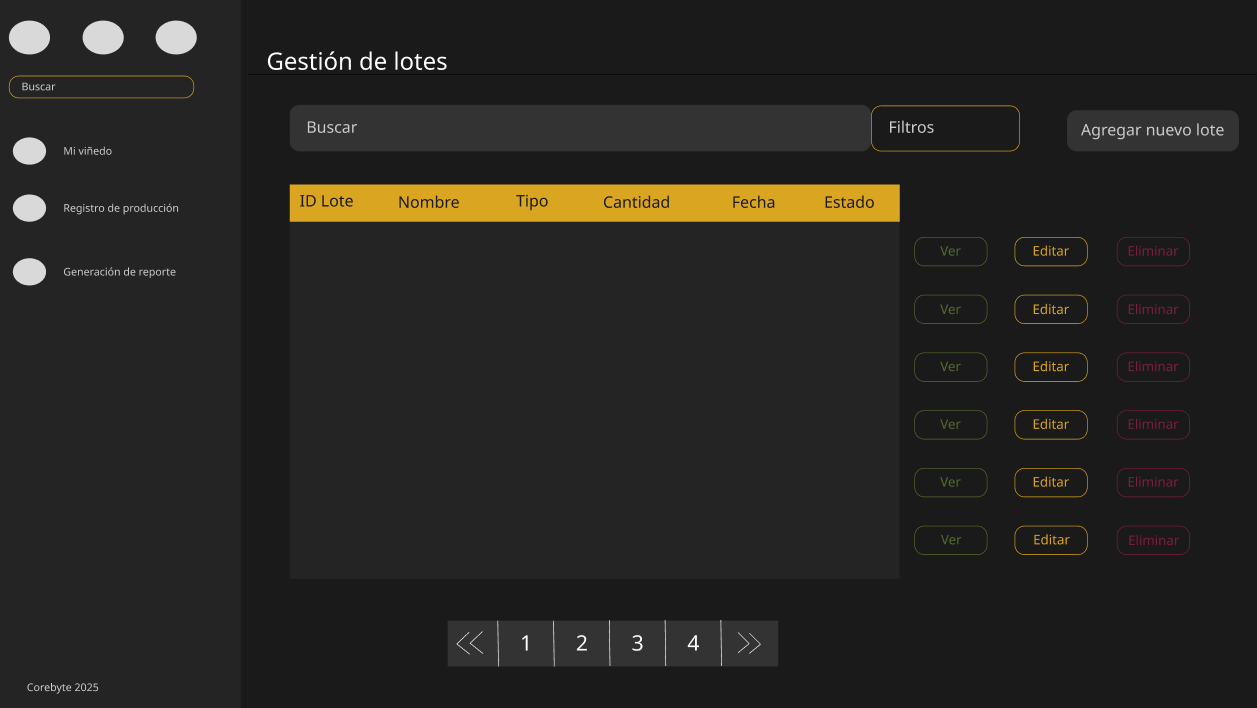 Buscar
Mi viñedo
Registro de producción
Generación de reporte
Corebyte 2025
Gestión de lotes
Buscar
Filtros
Agregar nuevo lote
ID Lote Nombre Tipo Cantidad Fecha Estado
Ver Editar Eliminar
Ver Editar Eliminar
Ver Editar Eliminar
Ver Editar Eliminar
Ver Editar Eliminar
Ver Editar Eliminar
1 2 3 4